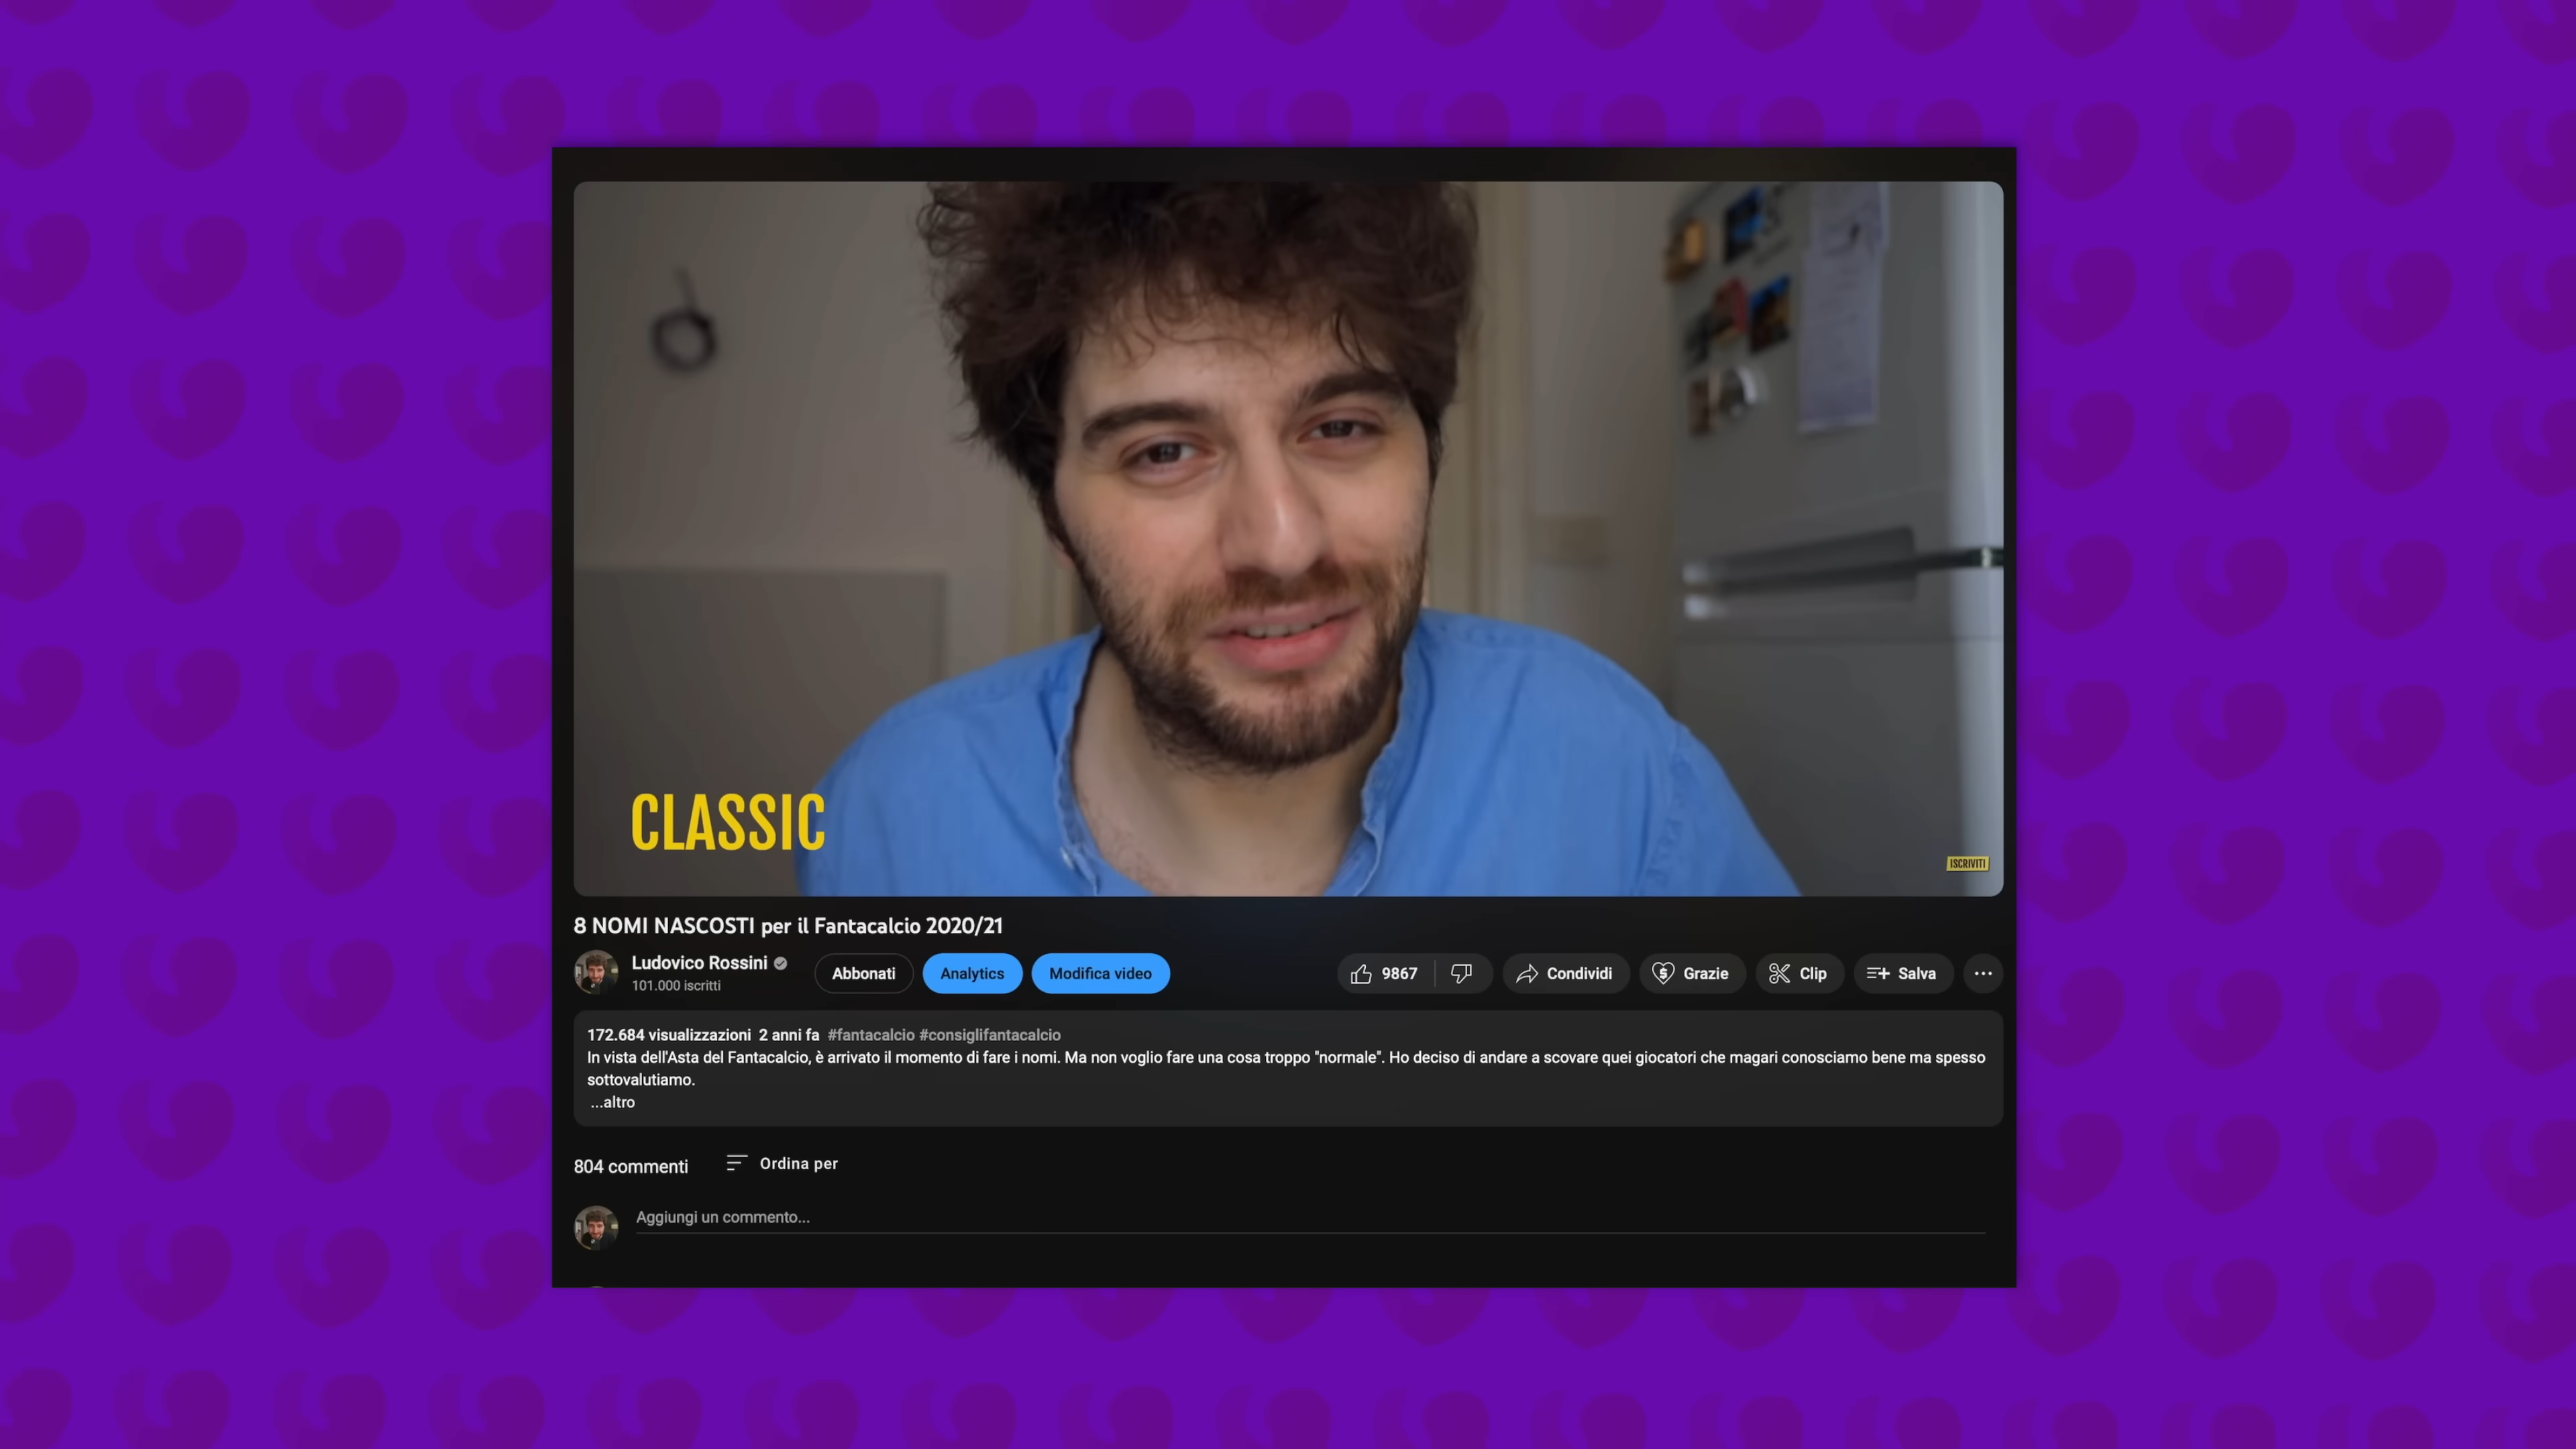 CLASSIC
ISCRIVITI
8 NOMI NASCOSTI per il Fantacalcio 2020/21
Ludovico Rossini
101.000 iscritti
Abbonati
Analytics
Modifica video
9867
Condividi
Grazie
Clip
Salva
172.684 visualizzazioni 2 anni fa #fantacalcio #consiglifantacalcio
In vista dell'Asta del Fantacalcio, è arrivato il momento di fare i nomi. Ma non voglio fare una cosa troppo "normale". Ho deciso di andare a scovare quei giocatori che magari conosciamo bene ma spesso
sottovalutiamo.
...altro
804 commenti
Ordina per
Aggiungi un commento...